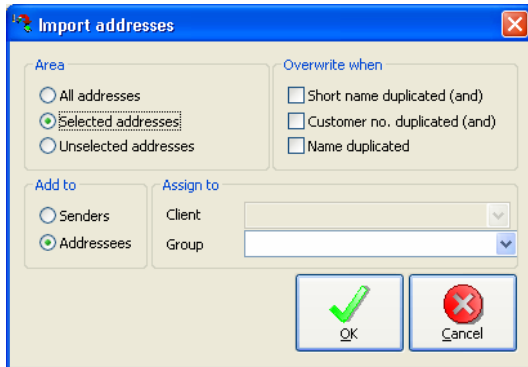 Import addresses
Area
All addresses
Selected addresses
Unselected addresses
Overwrite when
Short name duplicated (and)
Customer no. duplicated (and)
Name duplicated
Add to
Senders
Addressees
Assign to
Client
Group
OK
Cancel